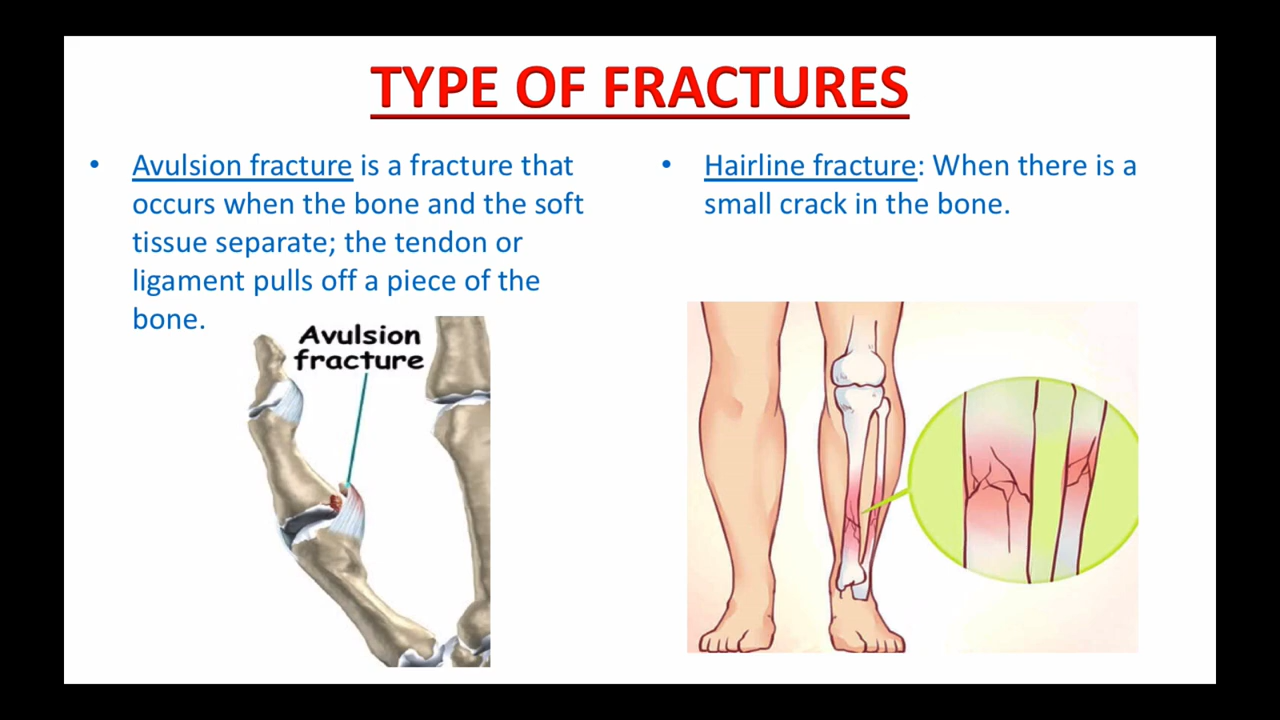 TYPE OF FRACTURES
• Avulsion fracture is a fracture that
occurs when the bone and the soft
tissue separate; the tendon or
ligament pulls off a piece of the
bone.
Avulsion
fracture
• Hairline fracture: When there is a
small crack in the bone.